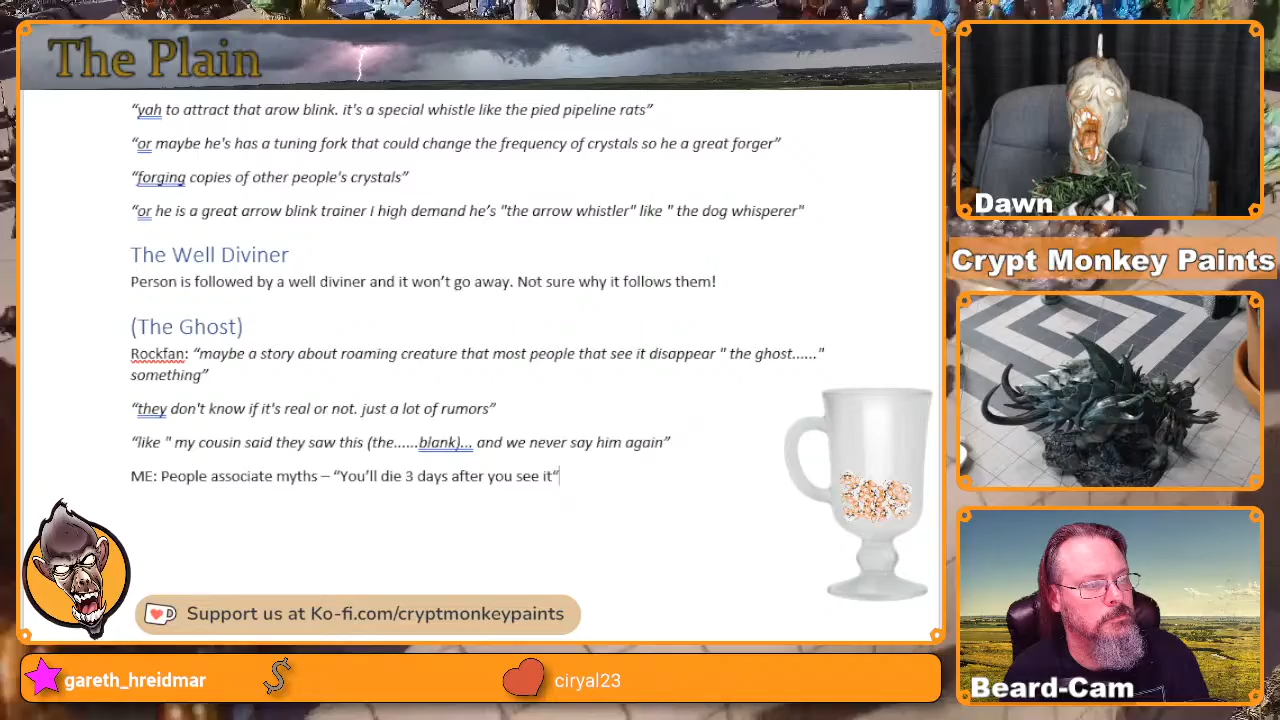 The Plain
“yah to attract that arow blink. it's a special whistle like the pied pipeline rats”
“or maybe he's has a tuning fork that could change the frequency of crystals so he a great forger”
“forging copies of other people's crystals”
“or he is a great arrow blink trainer I high demand he’s "the arrow whistler" like " the dog whisperer"
The Well Diviner
Person is followed by a well diviner and it won’t go away. Not sure why it follows them!
(The Ghost)
Rockfan: “maybe a story about roaming creature that most people that see it disappear " the ghost......"
something”
“they don't know if it's real or not. just a lot of rumors”
“like " my cousin said they saw this (the......blank)... and we never say him again”
ME: People associate myths – “You’ll die 3 days after you see it“
Support us at Ko-fi.com/cryptmonkeypaints
gareth_hreidmar
ciryal23
Dawn
Crypt Monkey Paints
Beard-Cam